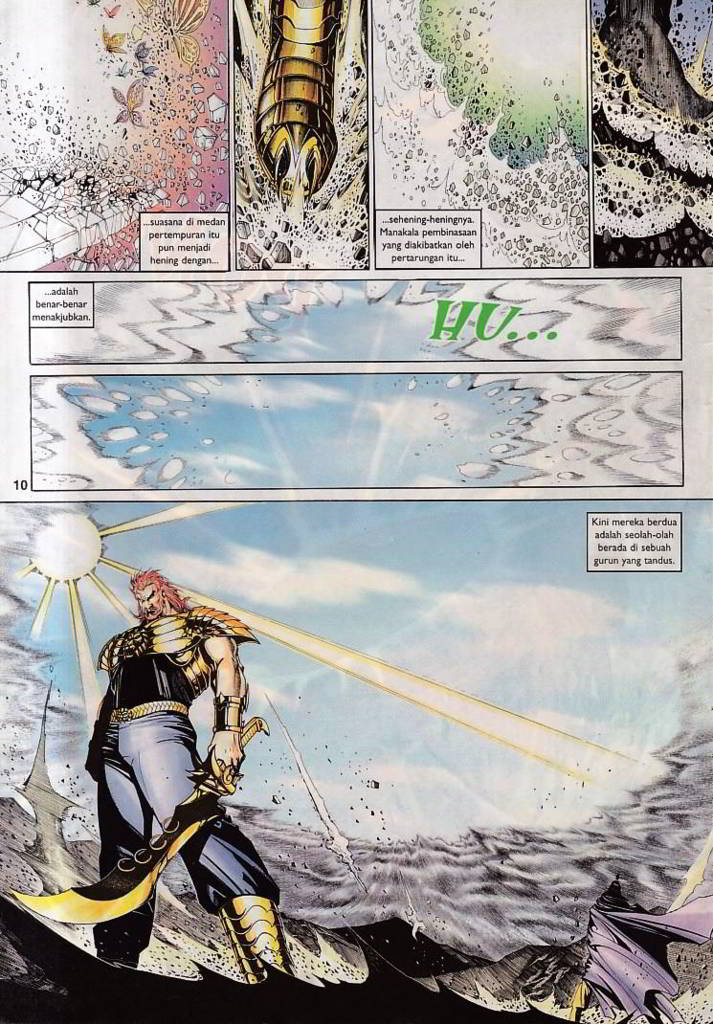 ...suasana di medan
pertempuran itu
pun menjadi
hening dengan...
...sehening-heningnya.
Manakala pembinasaan
yang diakibatkan oleh
pertarungan itu...
...adalah
benar-benar
menakjubkan.
HU...
10
Kini mereka berdua
adalah seolah-olah
berada di sebuah
gurun yang tandus.